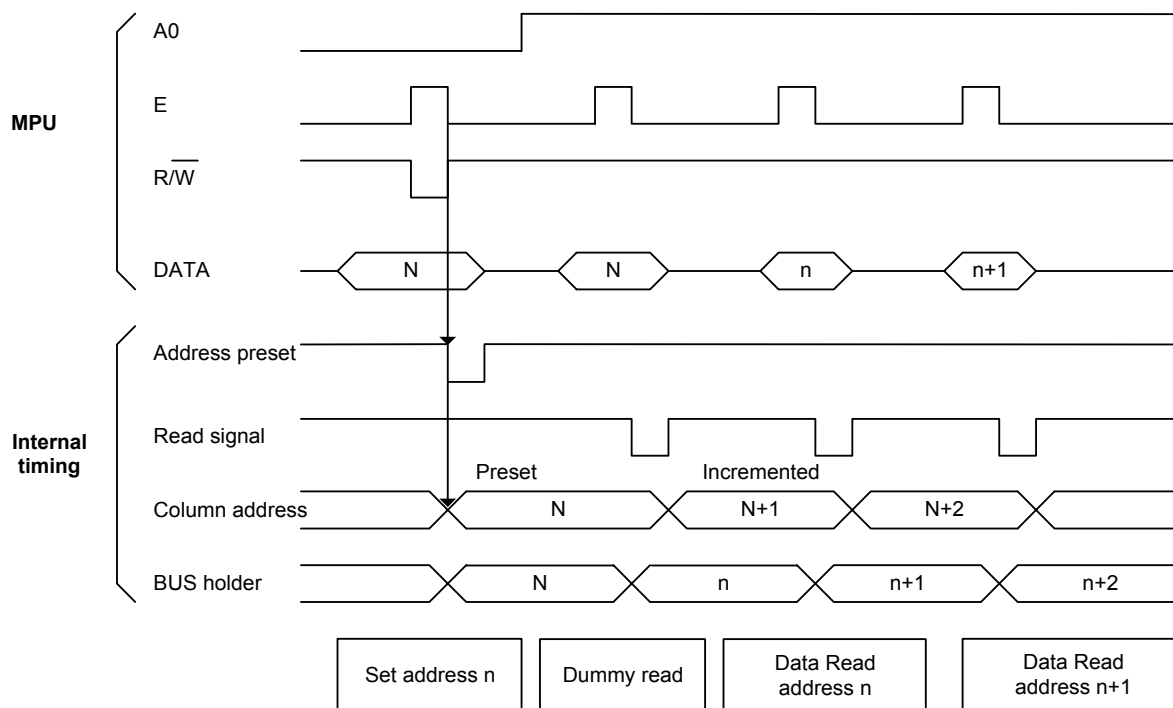 A0
E
MPU
R/W
DATA
N
N
n
n+1
Address preset
Read signal
Internal
timing
Preset
Incremented
Column address
N
N+1
N+2
BUS holder
N
n
n+1
n+2
Set address n
Dummy read
Data Read
address n
Data Read
address n+1